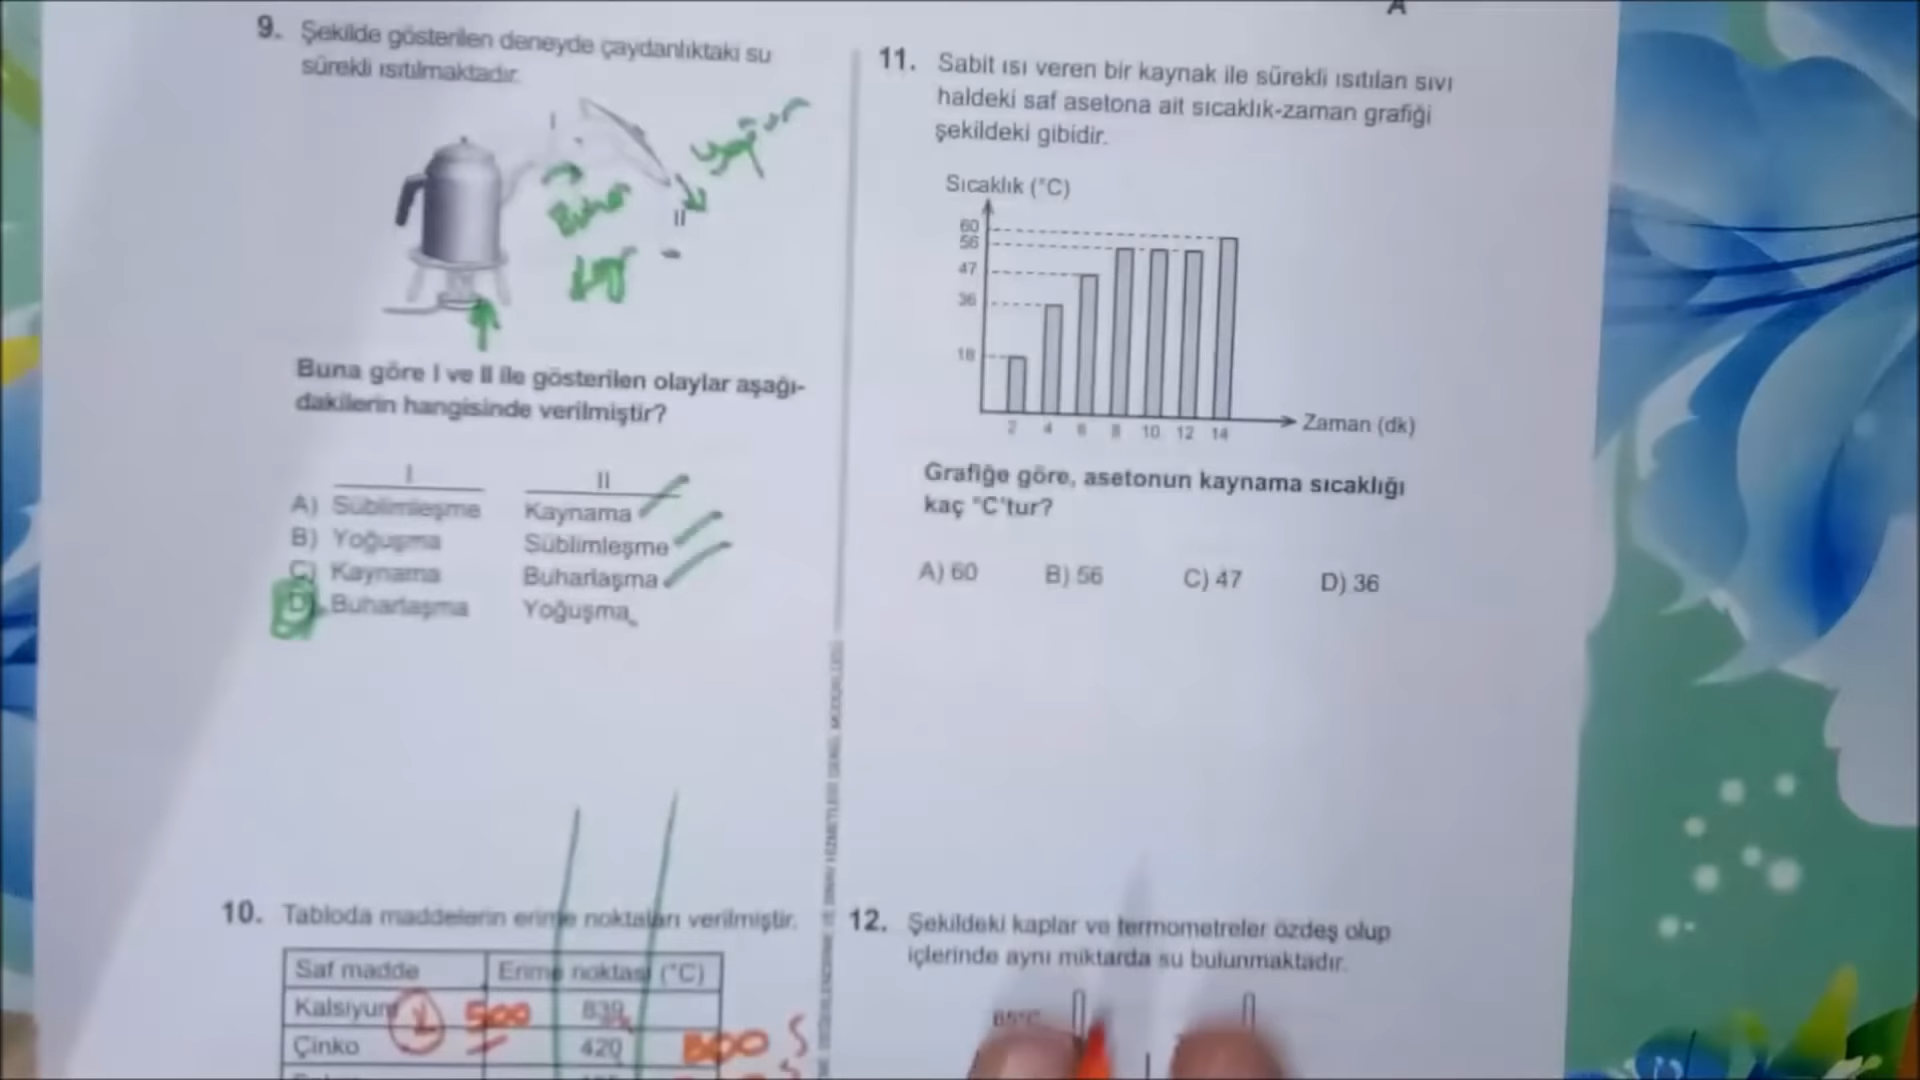 A
9. Şekilde gösterilen deneyde çaydanlıktaki su
sürekli ısıtılmaktadır.
I
yoğuş
Buhar
II
ısı
Buna göre I ve II ile gösterilen olaylar aşağı-
dakilerin hangisinde verilmiştir?
I II
A) Süblimleşme Kaynama
B) Yoğuşma Süblimleşme
C) Kaynama Buharlaşma
D) Buharlaşma Yoğuşma
10. Tabloda maddelerin erime noktaları verilmiştir.
Saf madde Erime noktası (°C)
Kalsiyum 500 839
Çinko 420 800 S
11. Sabit ısı veren bir kaynak ile sürekli ısıtılan sıvı
haldeki saf asetona ait sıcaklık-zaman grafiği
şekildeki gibidir.
Sıcaklık (°C)
60
56
47
36
18
2 4 6 8 10 12 14
Zaman (dk)
Grafiğe göre, asetonun kaynama sıcaklığı
kaç °C'tur?
A) 60 B) 56 C) 47 D) 36
12. Şekildeki kaplar ve termometreler özdeş olup
içlerinde aynı miktarda su bulunmaktadır.
65°C